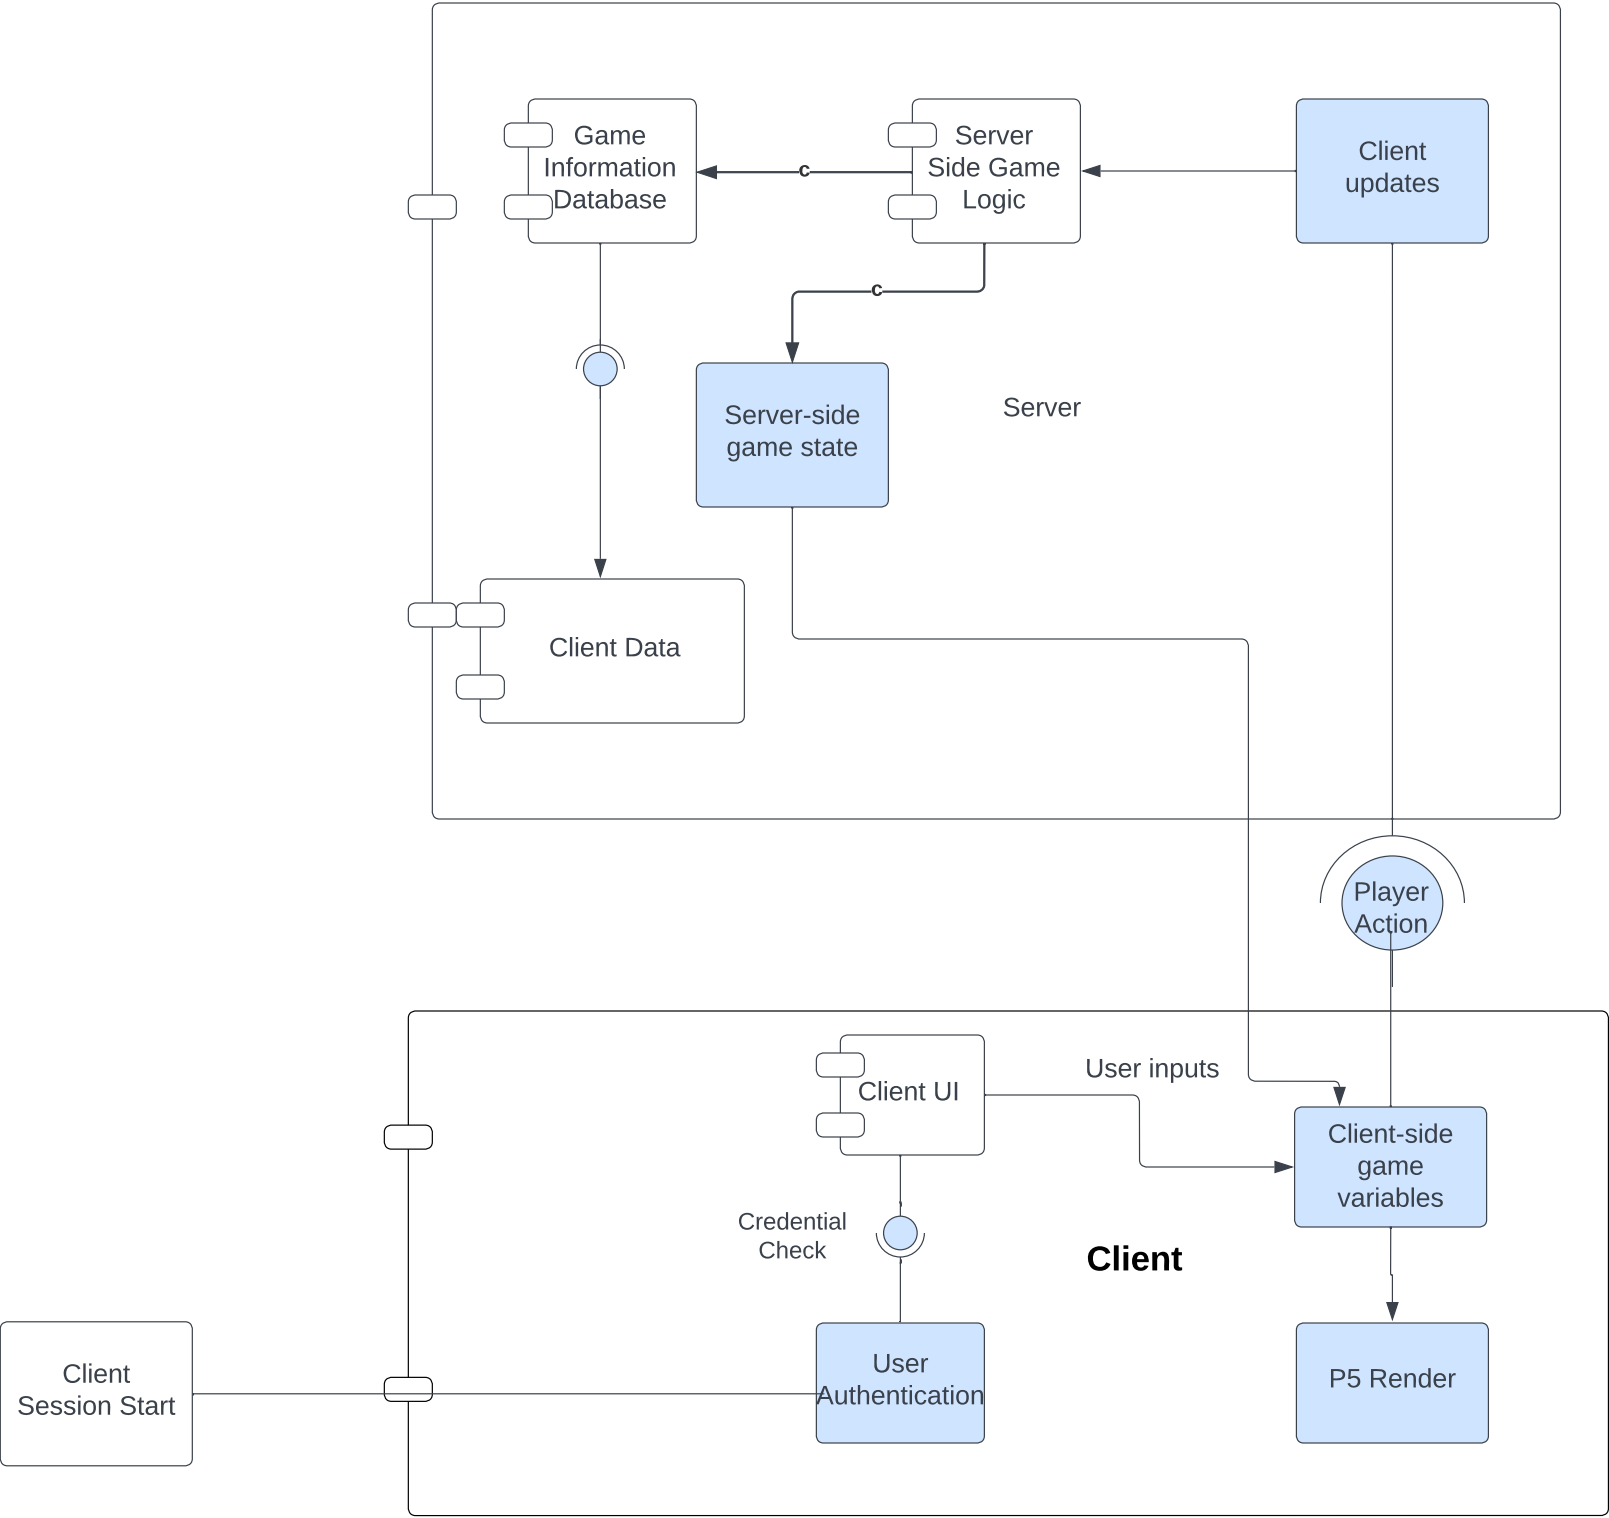 Game
Information
Database
c
Server
Side Game
Logic
Client
updates
c
Server-side
game state
Server
Client Data
Player
Action
Client UI
User inputs
Client-side
game
variables
Credential
Check
Client
Client
Session Start
User
Authentication
P5 Render